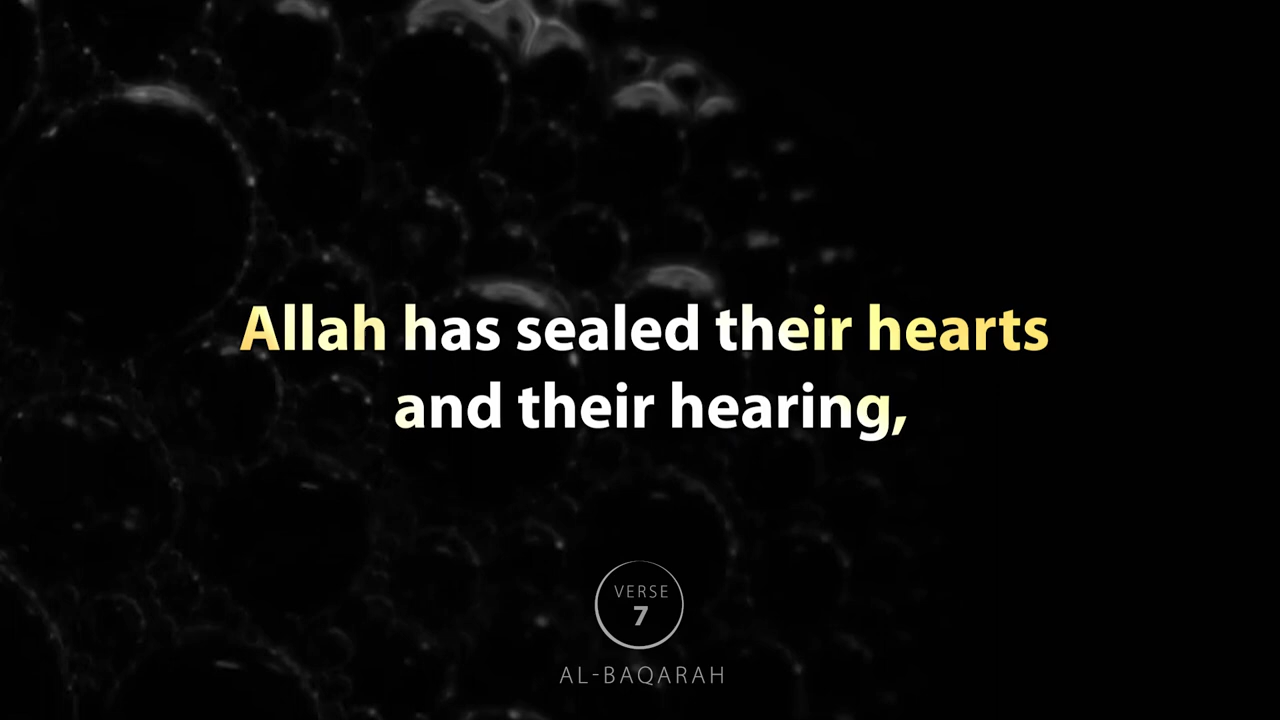 Allah has sealed their hearts
and their hearing,
VERSE
7
AL-BAQARAH